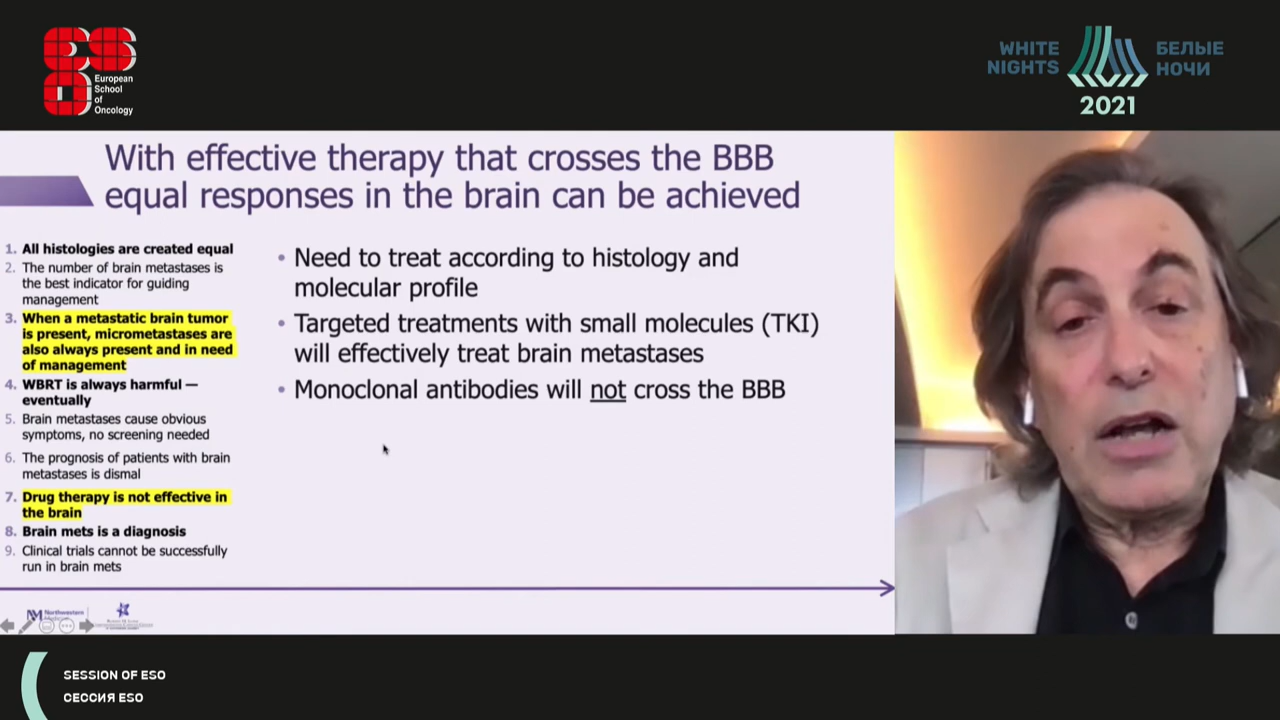 European
School
of
Oncology
WHITE
NIGHTS
БЕЛЫЕ
НОЧИ
2021
With effective therapy that crosses the BBB
equal responses in the brain can be achieved
1. All histologies are created equal
2. The number of brain metastases is
the best indicator for guiding
management
3. When a metastatic brain tumor
is present, micrometastases are
also always present and in need
of management
4. WBRT is always harmful —
eventually
5. Brain metastases cause obvious
symptoms, no screening needed
6. The prognosis of patients with brain
metastases is dismal
7. Drug therapy is not effective in
the brain
8. Brain mets is a diagnosis
9. Clinical trials cannot be successfully
run in brain mets
• Need to treat according to histology and
molecular profile
• Targeted treatments with small molecules (TKI)
will effectively treat brain metastases
• Monoclonal antibodies will not cross the BBB
Northwestern
Medicine
SESSION OF ESO
СЕССИЯ ESO